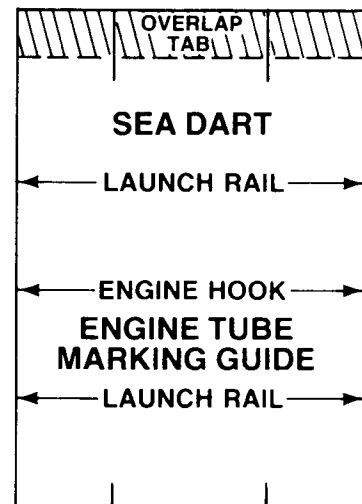 OVERLAP
TAB
SEA DART
LAUNCH RAIL
ENGINE HOOK
ENGINE TUBE
MARKING GUIDE
LAUNCH RAIL